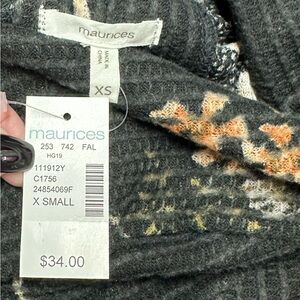 maurices
MADE IN
CHINA
XS
maurices
253 742 FAL
HG19
111912Y
C1756
24854069F
X SMALL
$34.00